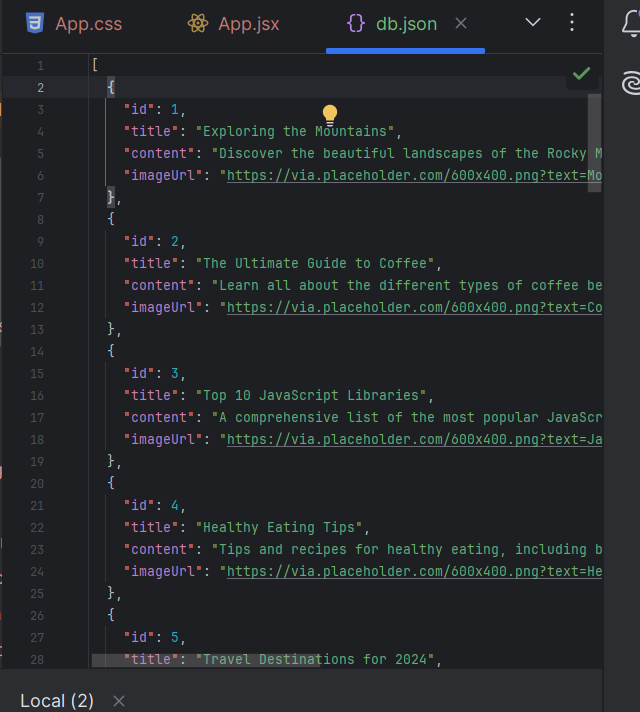 App.css App.jsx {} db.json
1 [
2 {
3 "id": 1,
4 "title": "Exploring the Mountains",
5 "content": "Discover the beautiful landscapes of the Rocky M
6 "imageUrl": "https://via.placeholder.com/600x400.png?text=Mo
7 },
8 {
9 "id": 2,
10 "title": "The Ultimate Guide to Coffee",
11 "content": "Learn all about the different types of coffee be
12 "imageUrl": "https://via.placeholder.com/600x400.png?text=Co
13 },
14 {
15 "id": 3,
16 "title": "Top 10 JavaScript Libraries",
17 "content": "A comprehensive list of the most popular JavaScr
18 "imageUrl": "https://via.placeholder.com/600x400.png?text=Ja
19 },
20 {
21 "id": 4,
22 "title": "Healthy Eating Tips",
23 "content": "Tips and recipes for healthy eating, including b
24 "imageUrl": "https://via.placeholder.com/600x400.png?text=He
25 },
26 {
27 "id": 5,
28 "title": "Travel Destinations for 2024",
Local (2)